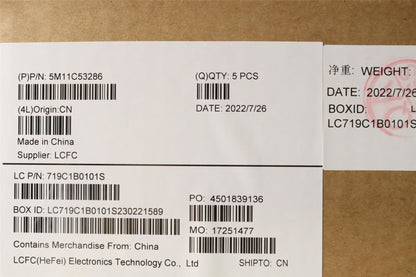 (P)P/N: 5M11C53286
(Q)QTY: 5 PCS
(4L)Origin:CN
DATE: 2022/7/26
Made in China
Supplier: LCFC
LC P/N: 719C1B0101S
PO: 4501839136
BOX ID: LC719C1B0101S230221589
MO: 17251477
Contains Merchandise From: China
LCFC(HeFei) Electronics Technology Co., Ltd
SHIPTO: CN
净重: WEIGHT:
DATE: 2022/7/26
BOXID:
LC719C1B0101S